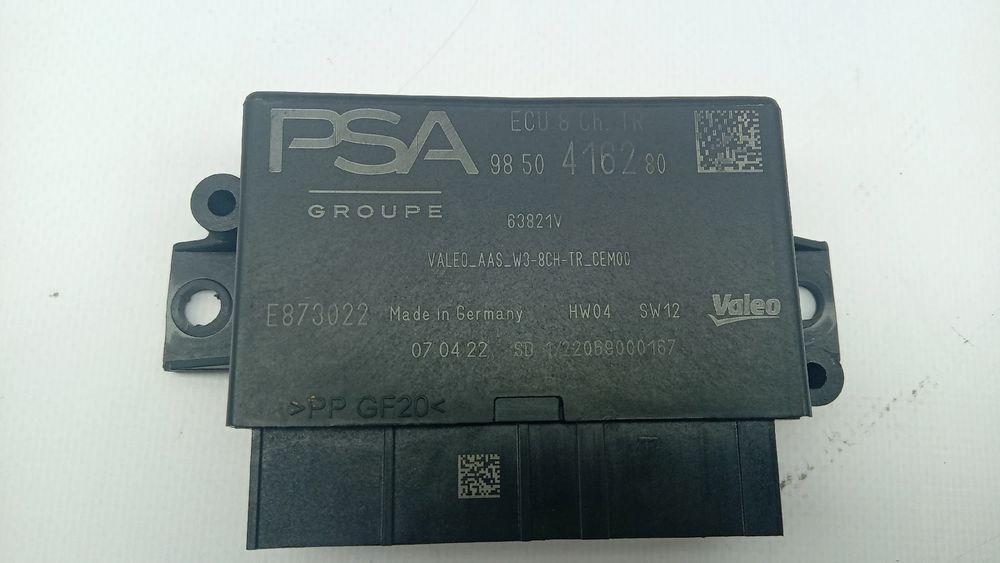 PSA
GROUPE
ECU 8 Ch. TR
98 50 4162 80
63821V
VALEO_AAS_W3-8CH-TR_CEMOD
E873022 Made in Germany HW04 SW12 Valeo
07 04 22 SD 1/22068000167
>PP GF20<